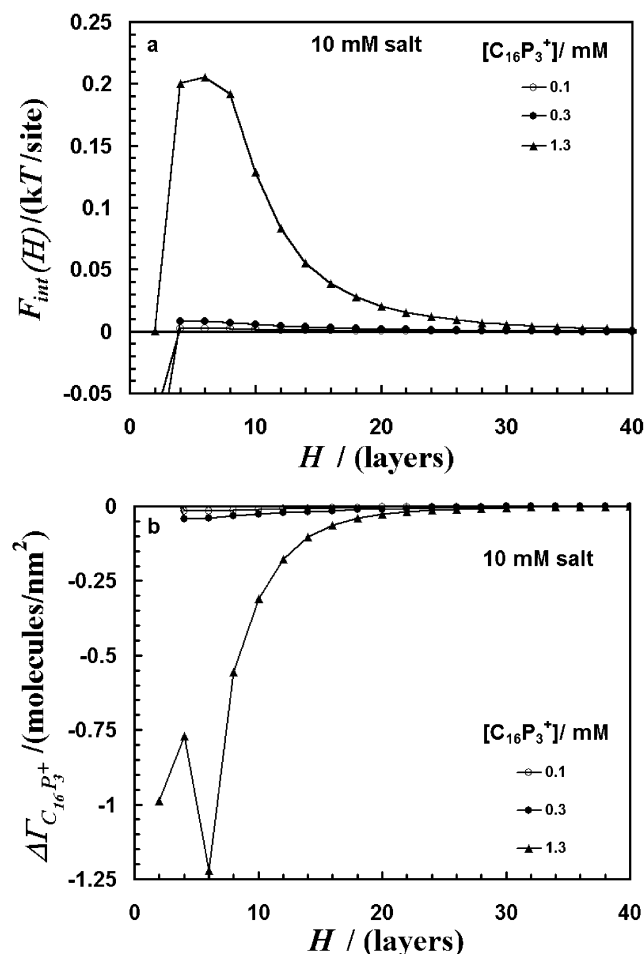 a
10 mM salt
[C₁₆P₃⁺]/ mM
0.1
0.3
1.3
0.25
0.2
0.15
0.1
0.05
0
-0.05
F_int(H)/(kT/site)
0 10 20 30 40
H / (layers)
b
0
-0.25
-0.5
-0.75
-1
-1.25
ΔΓ_C₁₆P₃⁺ /(molecules/nm²)
10 mM salt
[C₁₆P₃⁺]/ mM
0.1
0.3
1.3
0 10 20 30 40
H / (layers)